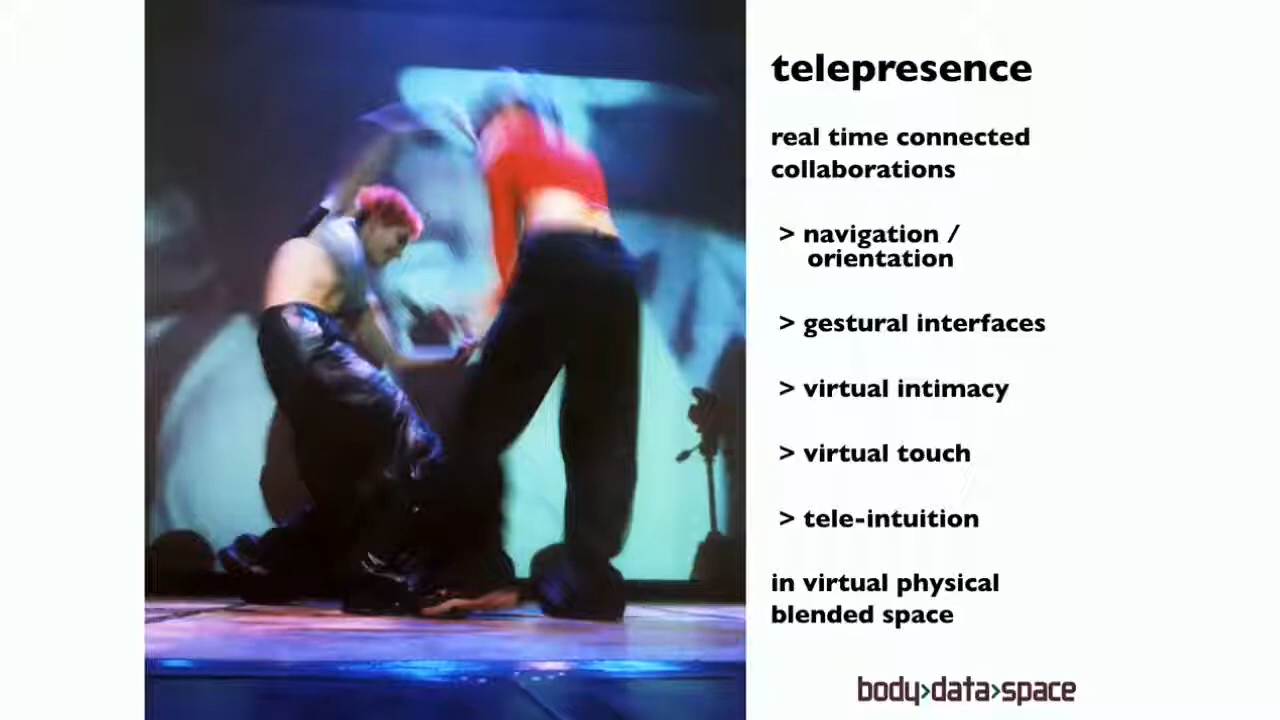 telepresence
real time connected
collaborations
> navigation /
orientation
> gestural interfaces
> virtual intimacy
> virtual touch
> tele-intuition
in virtual physical
blended space
body>data>space